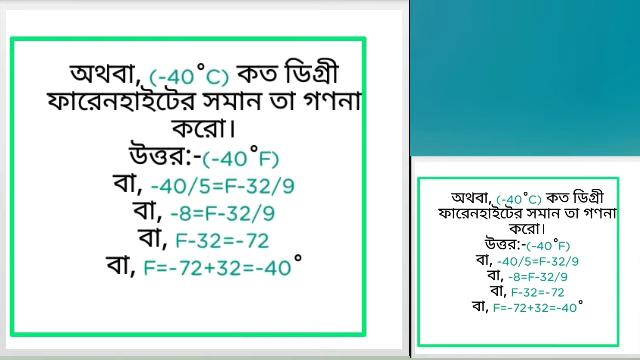 অথবা, (-40°C) কত ডিগ্রী
ফারেনহাইটের সমান তা গণনা
করো।
উত্তর:-(-40°F)
বা, -40/5=F-32/9
বা, -8=F-32/9
বা, F-32=-72
বা, F=-72+32=-40°
অথবা, (-40°C) কত ডিগ্রী
ফারেনহাইটের সমান তা গণনা
করো।
উত্তর:-(-40°F)
বা, -40/5=F-32/9
বা, -8=F-32/9
বা, F-32=-72
বা, F=-72+32=-40°